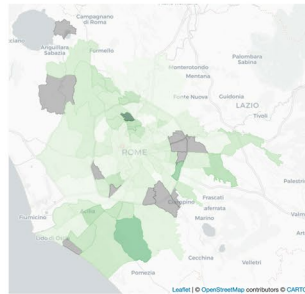 Campagnano
di Roma
Anguillara
Sabazia
Formello
Monterotondo
Mentana
Palombara
Sabina
Fonte Nuova
Guidonia
LAZIO
Tivoli
ROME
Frascati
Ciampino
Marino
Fiumicino
Lido di Ostia
Pomezia
Cecchina
Velletri
Leaflet | © OpenStreetMap contributors © CARTO